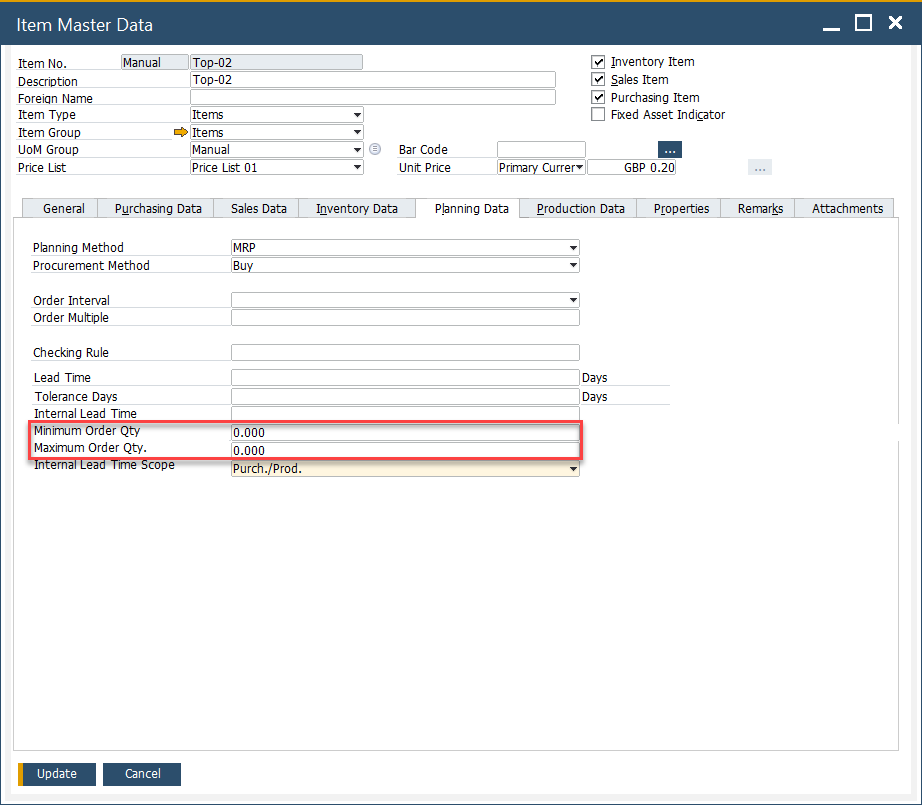 Item Master Data
Item No. Manual Top-02
Description Top-02
Foreign Name
Item Type Items
Item Group Items
UoM Group Manual Bar Code ...
Price List Price List 01 Unit Price Primary Currer GBP 0.20 ...
Inventory Item
Sales Item
Purchasing Item
Fixed Asset Indicator
General Purchasing Data Sales Data Inventory Data Planning Data Production Data Properties Remarks Attachments
Planning Method MRP
Procurement Method Buy
Order Interval
Order Multiple
Checking Rule
Lead Time Days
Tolerance Days Days
Internal Lead Time
Minimum Order Qty 0.000
Maximum Order Qty. 0.000
Internal Lead Time Scope Purch./Prod.
Update Cancel